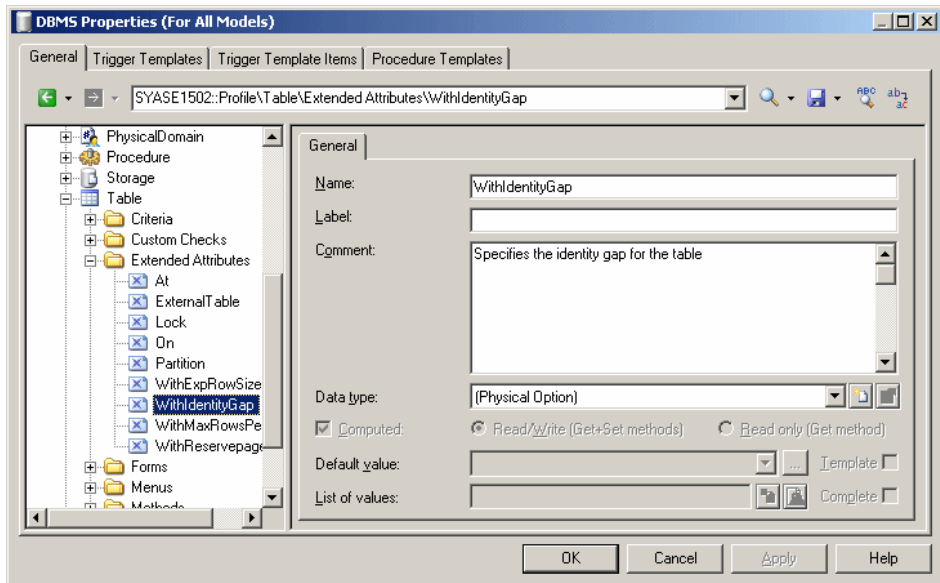 DBMS Properties (For All Models)
General Trigger Templates Trigger Template Items Procedure Templates
SYASE1502::Profile\Table\Extended Attributes\WithIdentityGap
ABC
ab
ac
PhysicalDomain
Procedure
Storage
Table
Criteria
Custom Checks
Extended Attributes
At
ExternalTable
Lock
On
Partition
WithExpRowSize
WithIdentityGap
WithMaxRowsPe
WithReservepage
Forms
Menus
Methods
General
Name: WithIdentityGap
Label:
Comment: Specifies the identity gap for the table
Data type: (Physical Option)
Computed: Read/Write (Get+Set methods) Read only (Get method)
Default value: ... Template
List of values: Complete
OK Cancel Apply Help